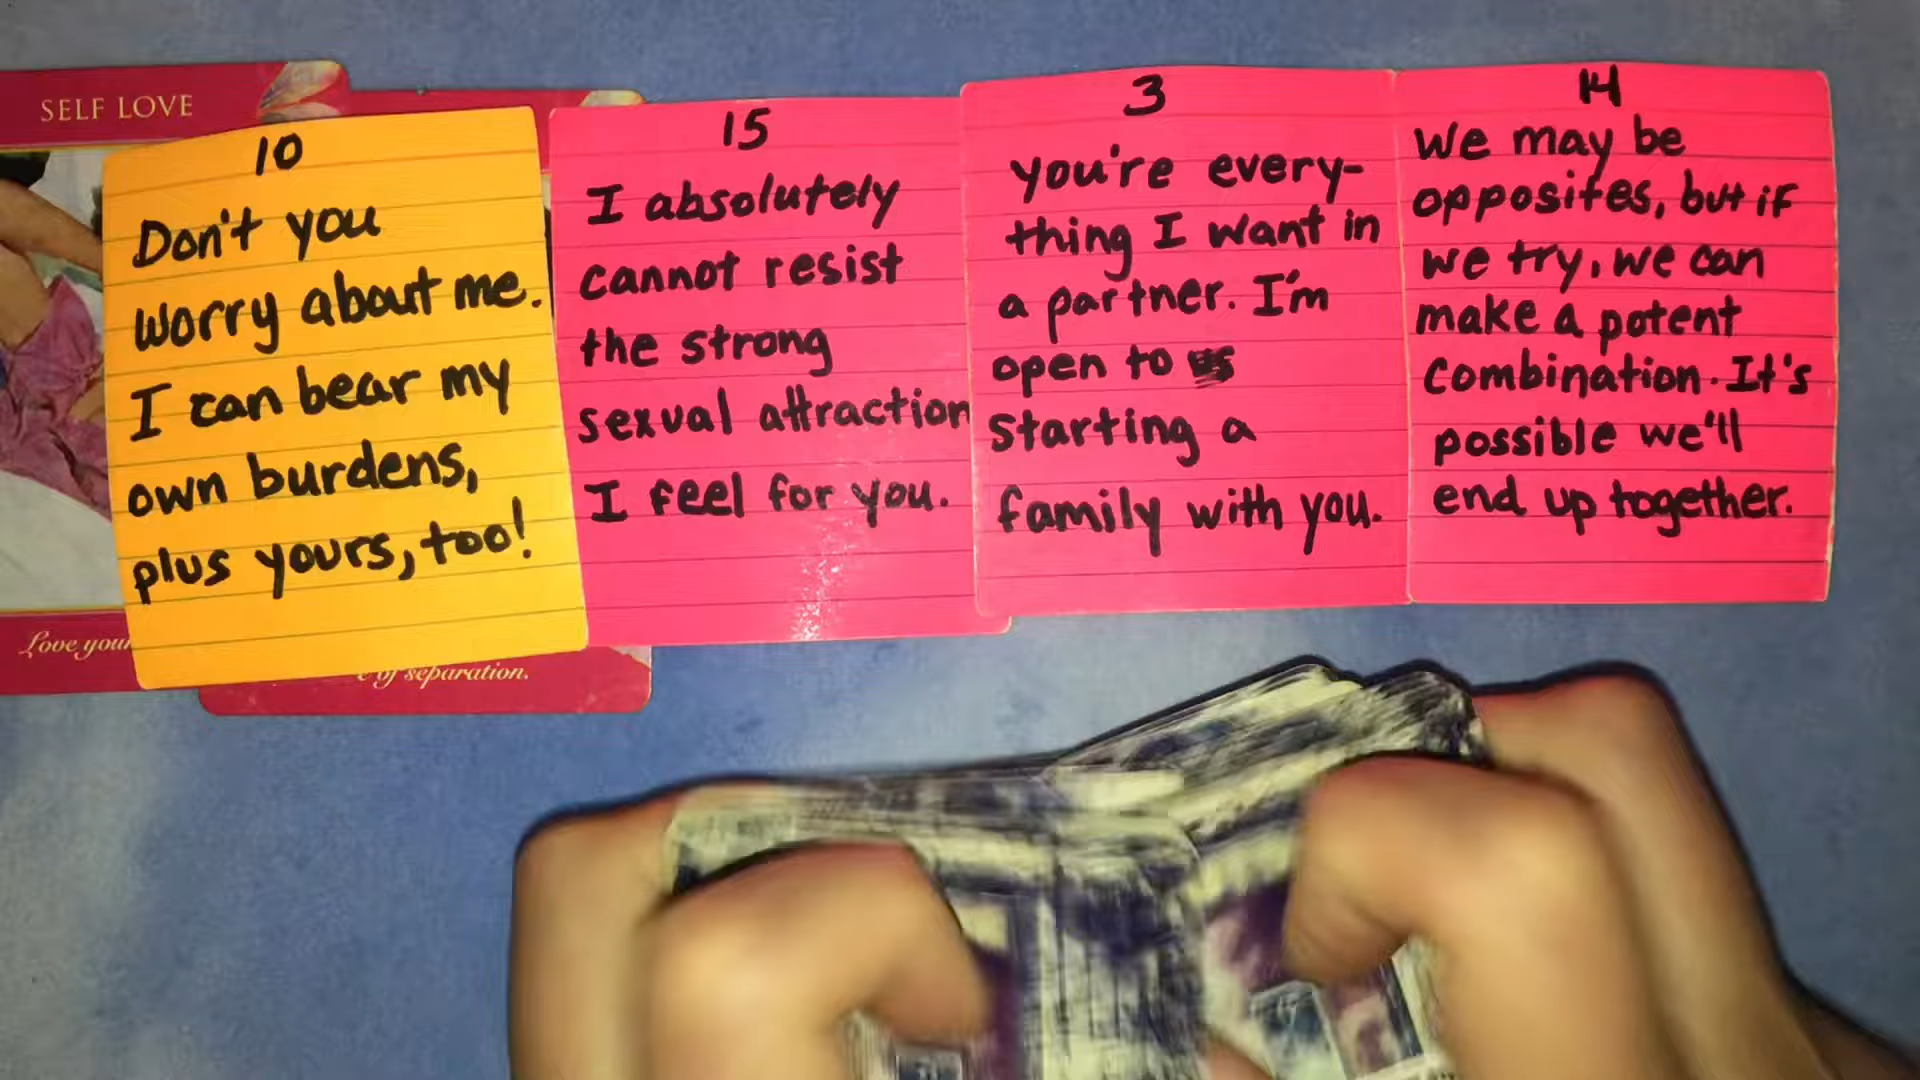 SELF LOVE
10
Don't you
worry about me.
I can bear my
own burdens,
plus yours, too!
Love your
of separation.
15
I absolutely
cannot resist
the strong
sexual attraction
I feel for you.
3
you're every-
thing I want in
a partner. I'm
open to
starting a
family with you.
14
We may be
opposites, but if
we try, we can
make a potent
combination. It's
possible we'll
end up together.